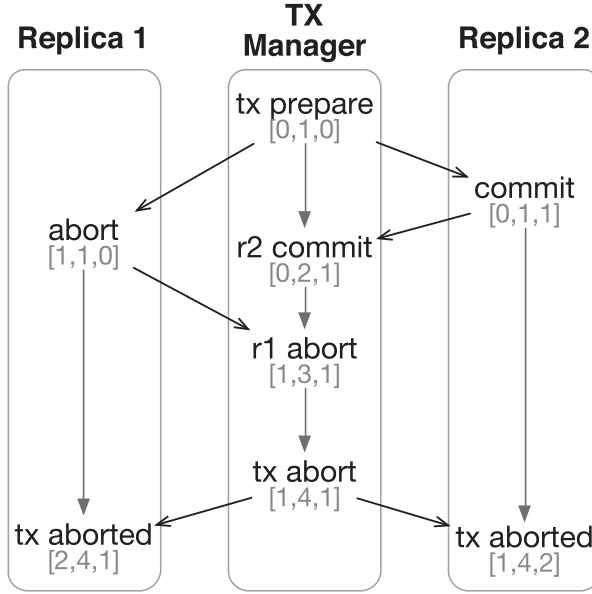 Replica 1
TX
Manager
Replica 2
tx prepare
[0,1,0]
commit
[0,1,1]
abort
[1,1,0]
r2 commit
[0,2,1]
r1 abort
[1,3,1]
tx abort
[1,4,1]
tx aborted
[2,4,1]
tx aborted
[1,4,2]